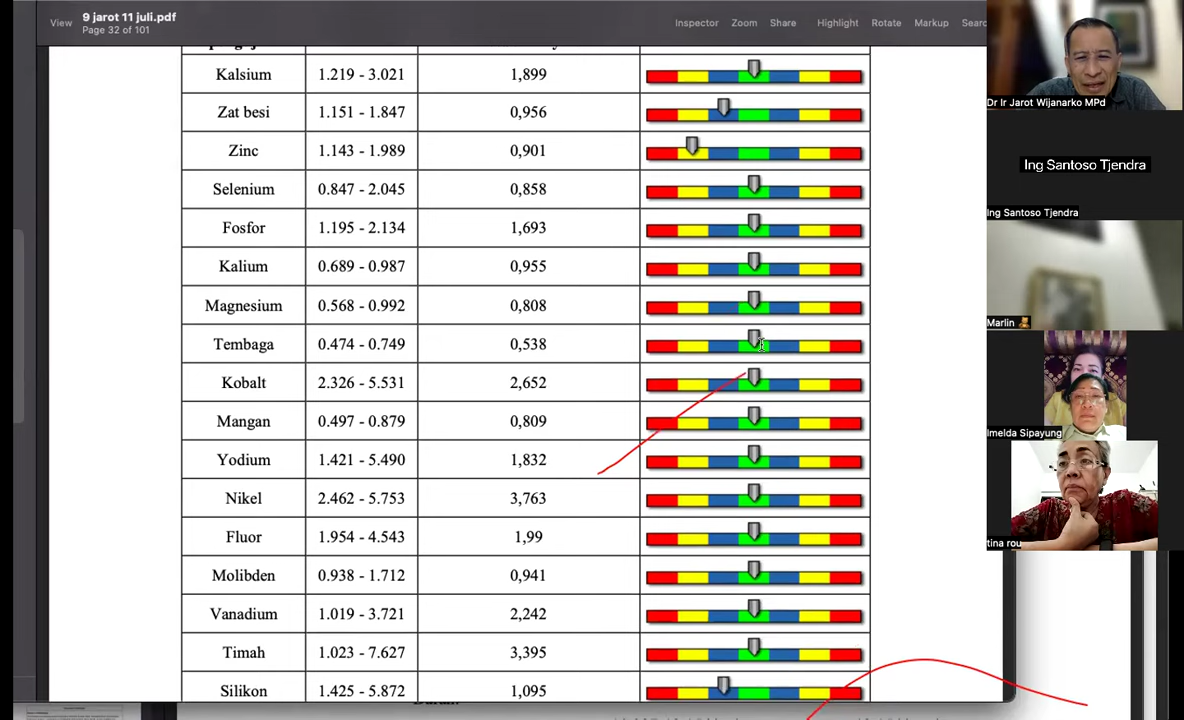 View
9 jarot 11 juli.pdf
Page 32 of 101
Inspector Zoom Share Highlight Rotate Markup
Kalsium 1.219 - 3.021 1,899
Zat besi 1.151 - 1.847 0,956
Zinc 1.143 - 1.989 0,901
Selenium 0.847 - 2.045 0,858
Fosfor 1.195 - 2.134 1,693
Kalium 0.689 - 0.987 0,955
Magnesium 0.568 - 0.992 0,808
Tembaga 0.474 - 0.749 0,538
Kobalt 2.326 - 5.531 2,652
Mangan 0.497 - 0.879 0,809
Yodium 1.421 - 5.490 1,832
Nikel 2.462 - 5.753 3,763
Fluor 1.954 - 4.543 1,99
Molibden 0.938 - 1.712 0,941
Vanadium 1.019 - 3.721 2,242
Timah 1.023 - 7.627 3,395
Silikon 1.425 - 5.872 1,095
Dr Ir Jarot Wijanarko MPd
Ing Santoso Tjendra
Ing Santoso Tjendra
Marlin
Imelda Sipayung
tina rou